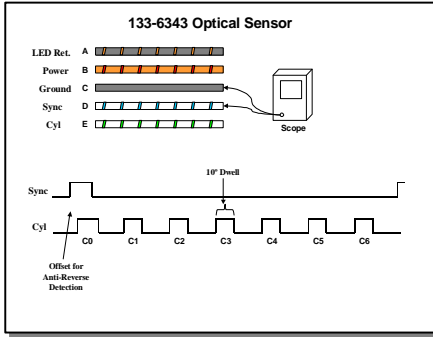 133-6343 Optical Sensor
LED Ret. A
Power B
Ground C
Sync D
Cyl E
Scope
10° Dwell
Sync
Cyl
C0 C1 C2 C3 C4 C5 C6
Offset for
Anti-Reverse
Detection